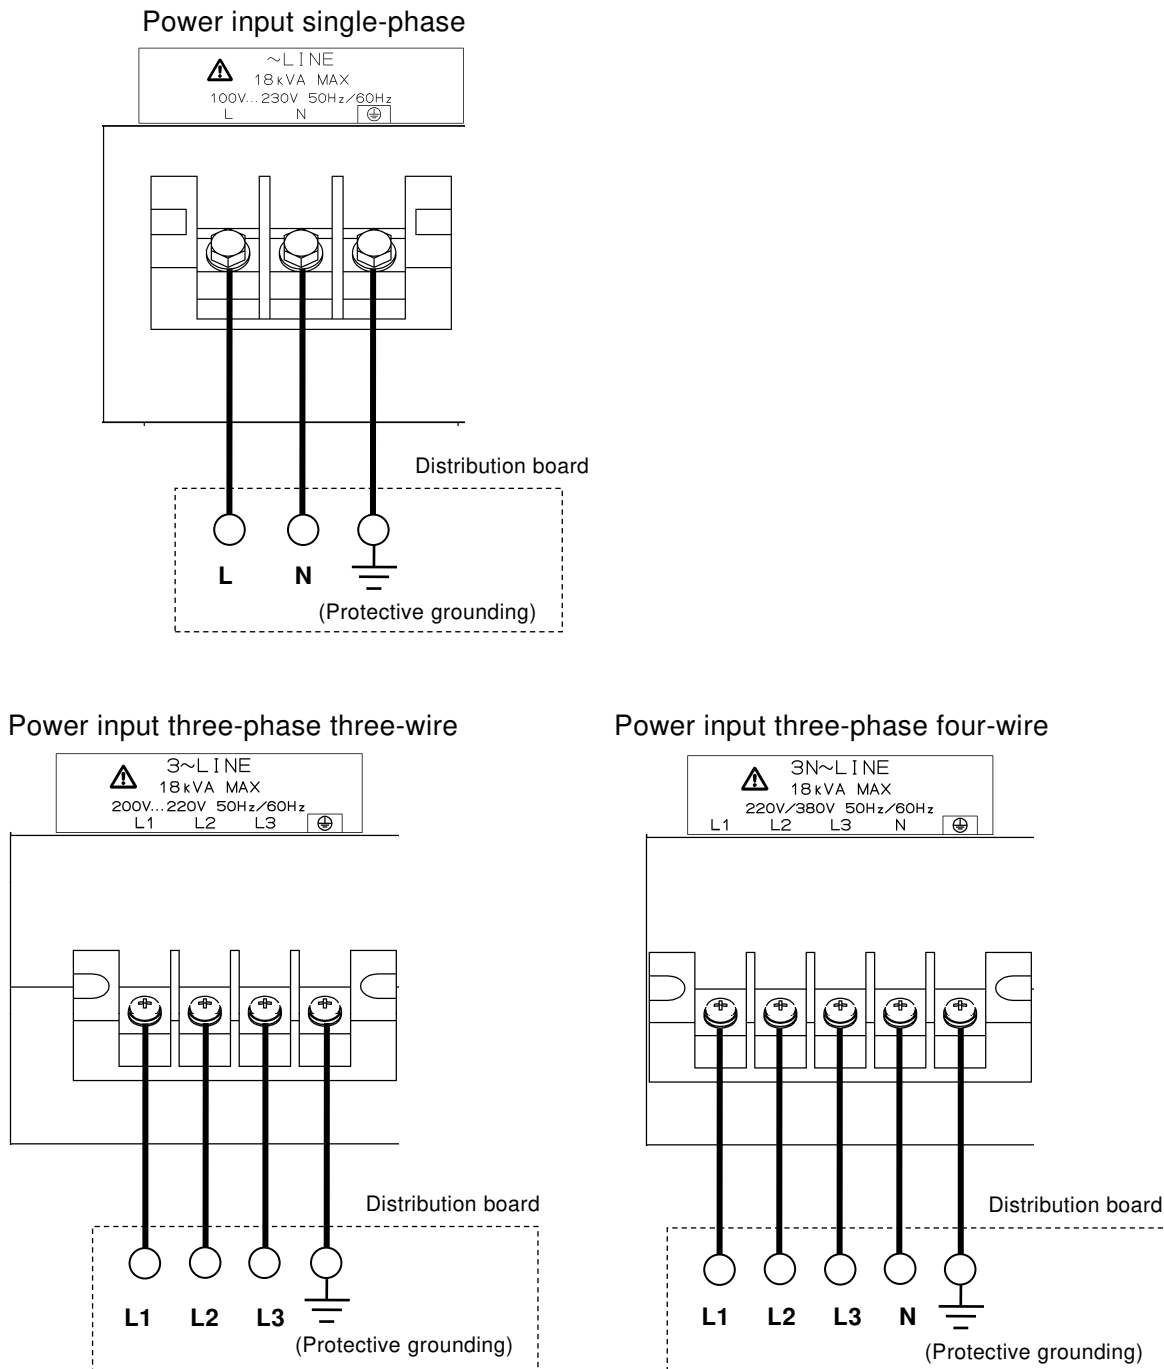 Power input single-phase
~LINE
18kVA MAX
100V...230V 50Hz/60Hz
L N
Distribution board
L N
(Protective grounding)
Power input three-phase three-wire
3~LINE
18kVA MAX
200V...220V 50Hz/60Hz
L1 L2 L3
Distribution board
L1 L2 L3
(Protective grounding)
Power input three-phase four-wire
3N~LINE
18kVA MAX
220V/380V 50Hz/60Hz
L1 L2 L3 N
Distribution board
L1 L2 L3 N
(Protective grounding)